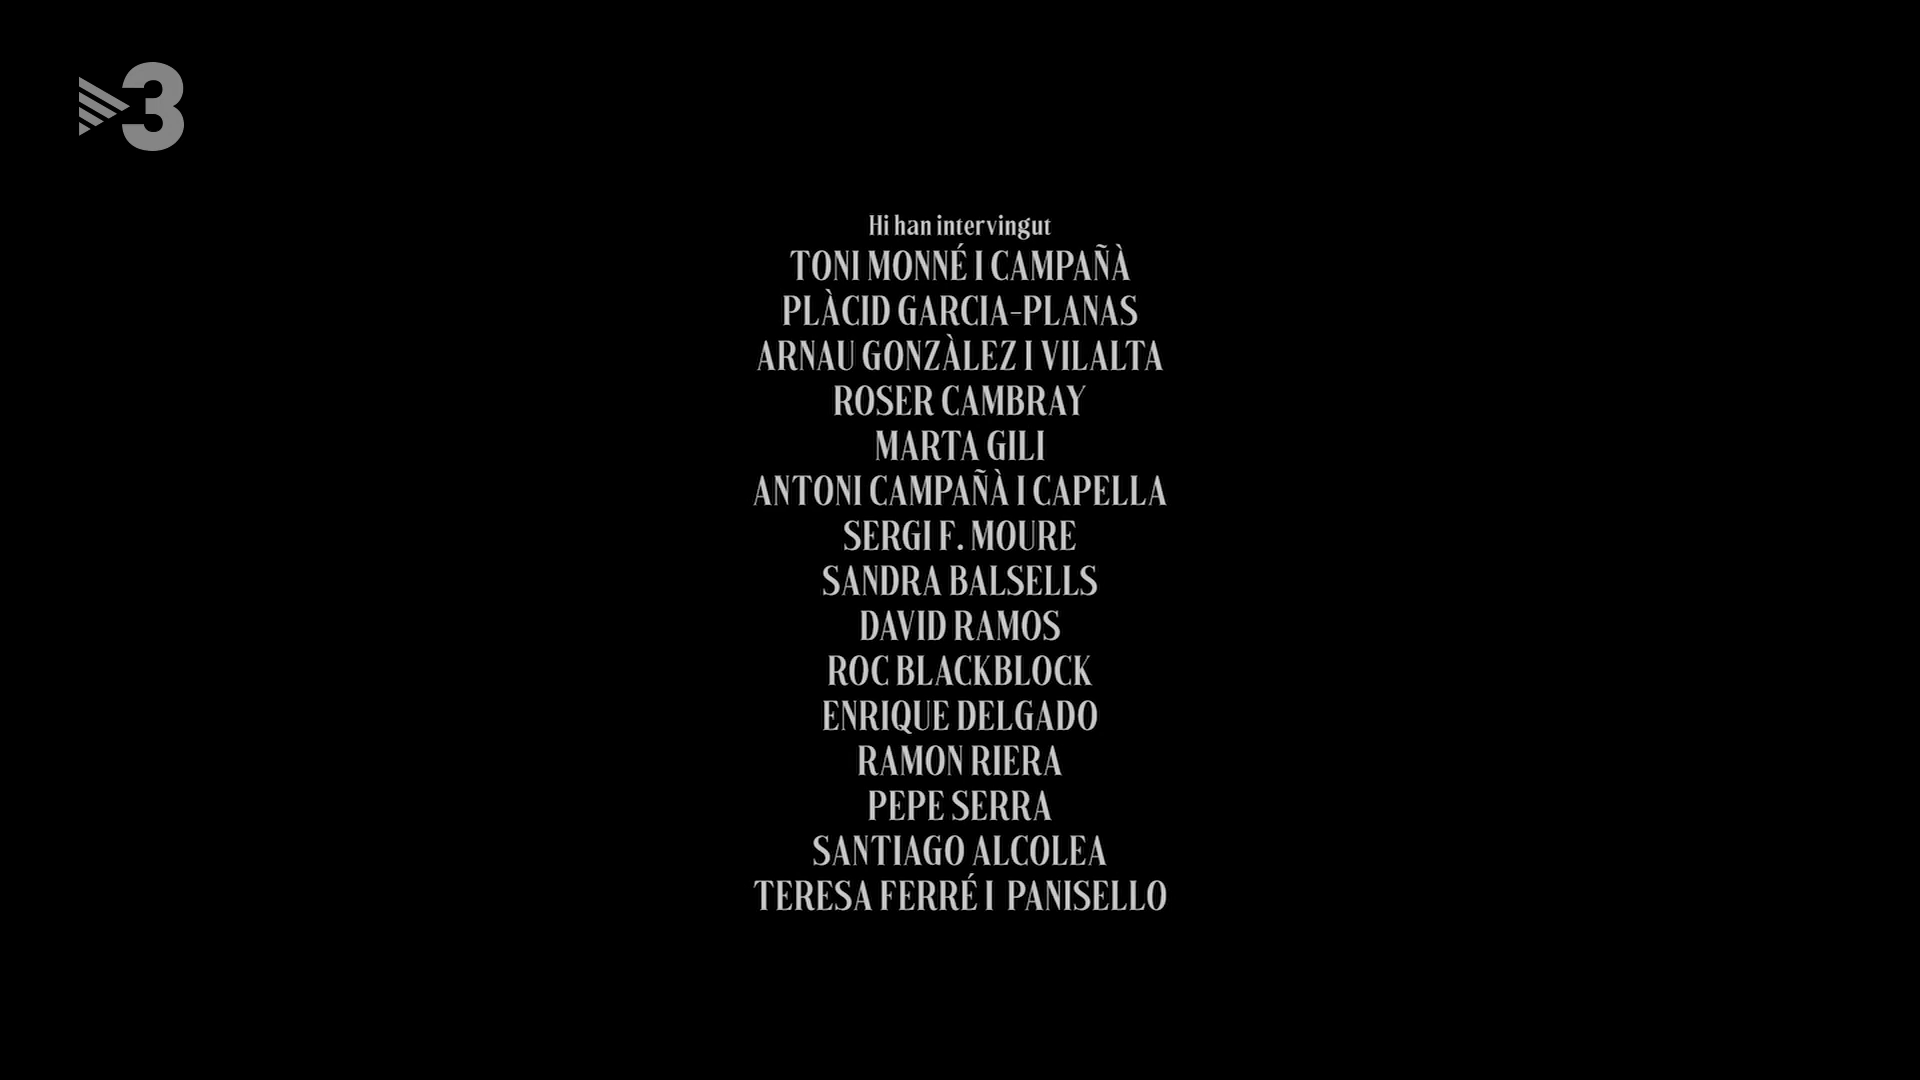 3
Hi han intervingut
TONI MONNÉ I CAMPAÑÀ
PLÀCID GARCIA-PLANAS
ARNAU GONZÀLEZ I VILALTA
ROSER CAMBRAY
MARTA GILI
ANTONI CAMPAÑÀ I CAPELLA
SERGI F. MOURE
SANDRA BALSELLS
DAVID RAMOS
ROC BLACKBLOCK
ENRIQUE DELGADO
RAMON RIERA
PEPE SERRA
SANTIAGO ALCOLEA
TERESA FERRÉ I PANISELLO